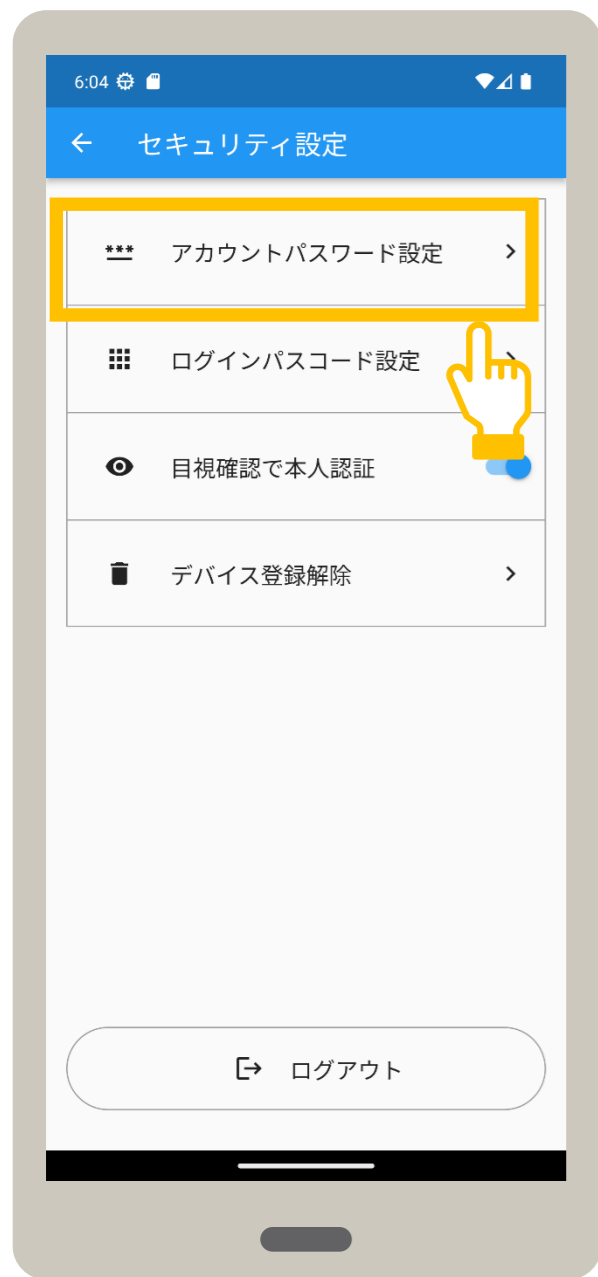 6:04
セキュリティ設定
アカウントパスワード設定
ログインパスコード設定
目視確認で本人認証
デバイス登録解除
ログアウト